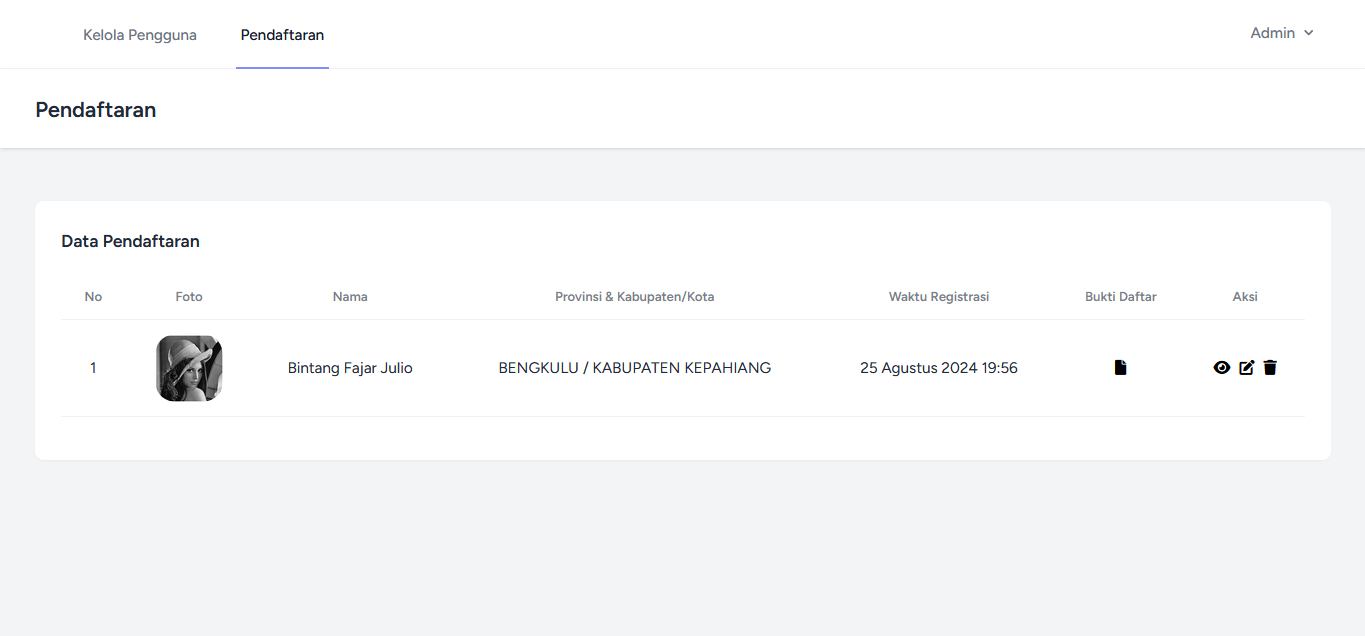 Kelola Pengguna Pendaftaran Admin
Pendaftaran
Data Pendaftaran
No Foto Nama Provinsi & Kabupaten/Kota Waktu Registrasi Bukti Daftar Aksi
1 Bintang Fajar Julio BENGKULU / KABUPATEN KEPAHIANG 25 Agustus 2024 19:56